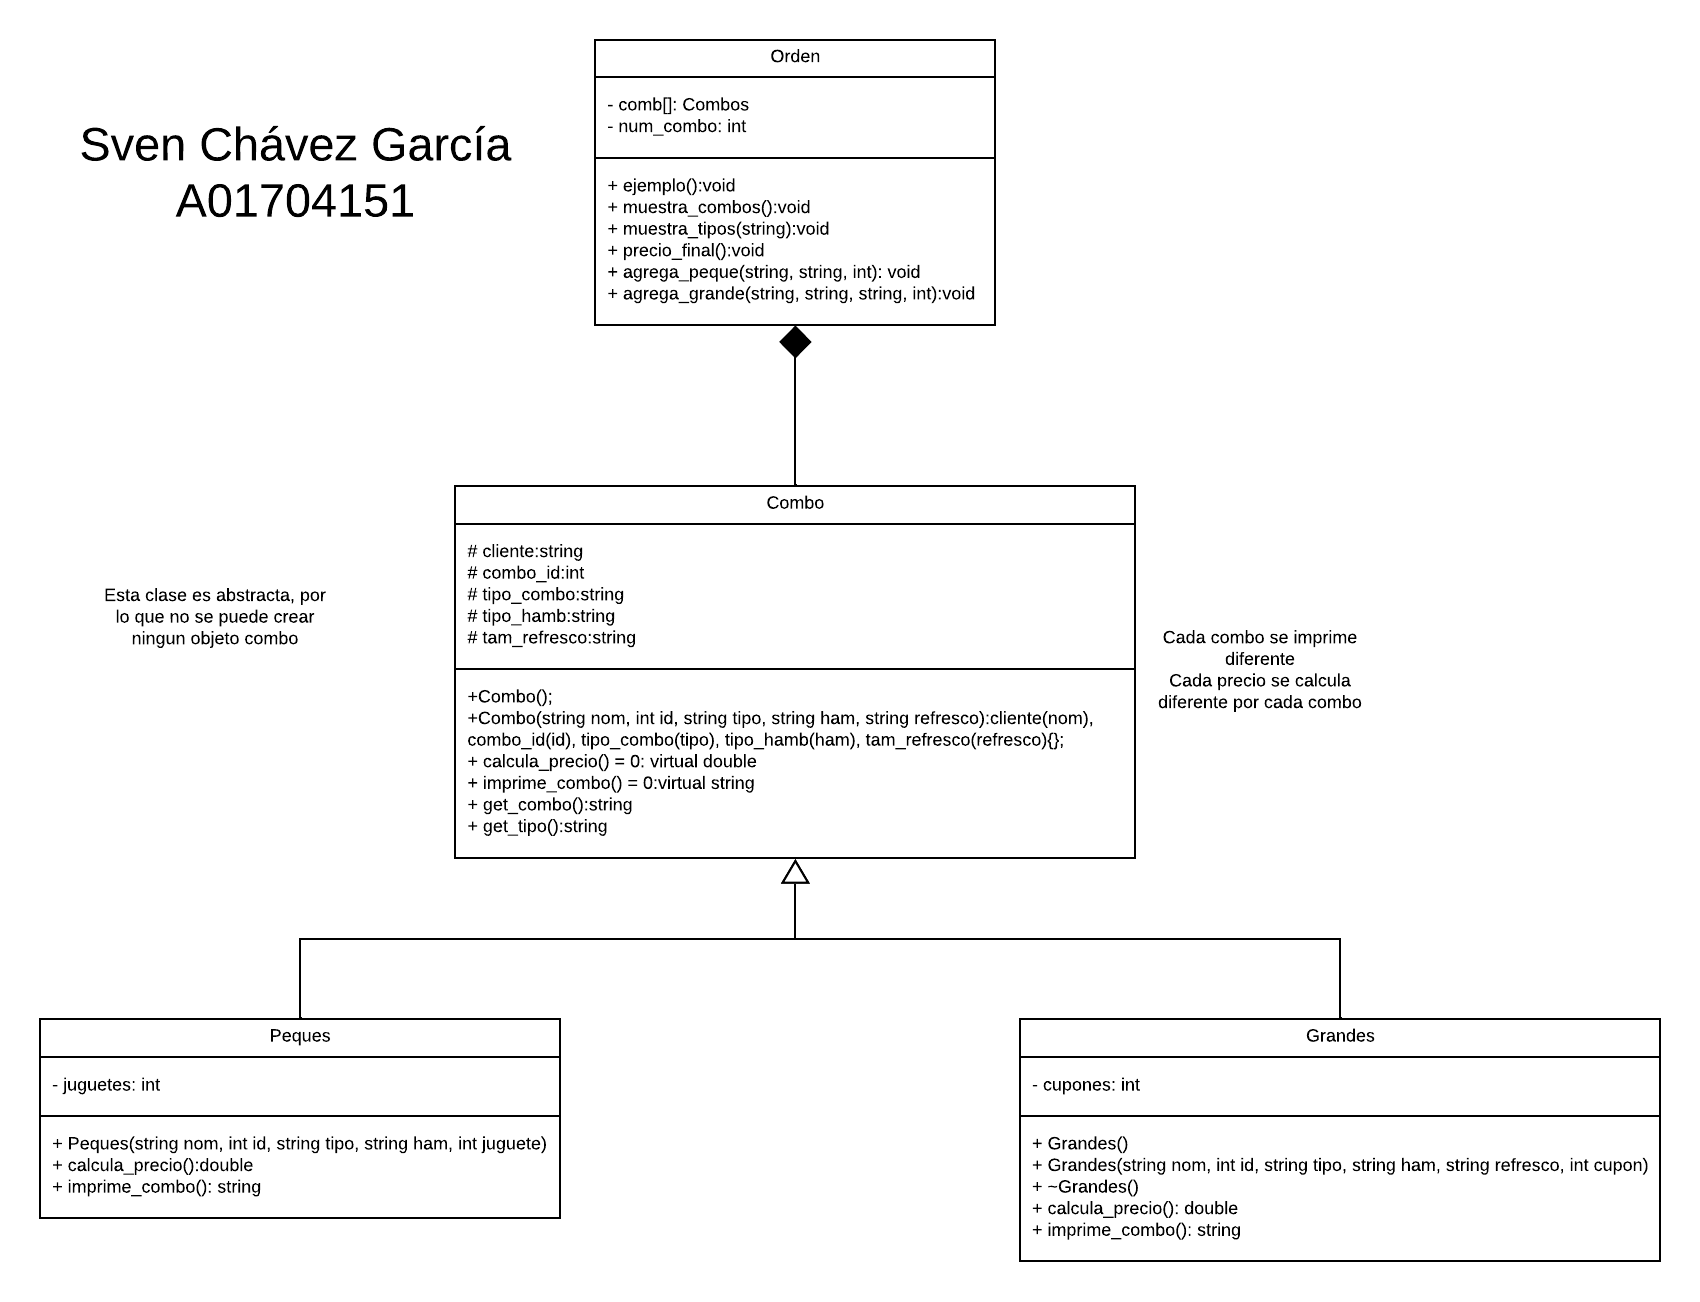 Sven Chávez García
A01704151
Orden
- comb[]: Combos
- num_combo: int
+ ejemplo():void
+ muestra_combos():void
+ muestra_tipos(string):void
+ precio_final():void
+ agrega_peque(string, string, int): void
+ agrega_grande(string, string, string, int):void
Esta clase es abstracta, por
lo que no se puede crear
ningun objeto combo
Combo
# cliente:string
# combo_id:int
# tipo_combo:string
# tipo_hamb:string
# tam_refresco:string
+Combo();
+Combo(string nom, int id, string tipo, string ham, string refresco):cliente(nom),
combo_id(id), tipo_combo(tipo), tipo_hamb(ham), tam_refresco(refresco){};
+ calcula_precio() = 0: virtual double
+ imprime_combo() = 0:virtual string
+ get_combo():string
+ get_tipo():string
Cada combo se imprime
diferente
Cada precio se calcula
diferente por cada combo
Peques
- juguetes: int
+ Peques(string nom, int id, string tipo, string ham, int juguete)
+ calcula_precio():double
+ imprime_combo(): string
Grandes
- cupones: int
+ Grandes()
+ Grandes(string nom, int id, string tipo, string ham, string refresco, int cupon)
+ ~Grandes()
+ calcula_precio(): double
+ imprime_combo(): string